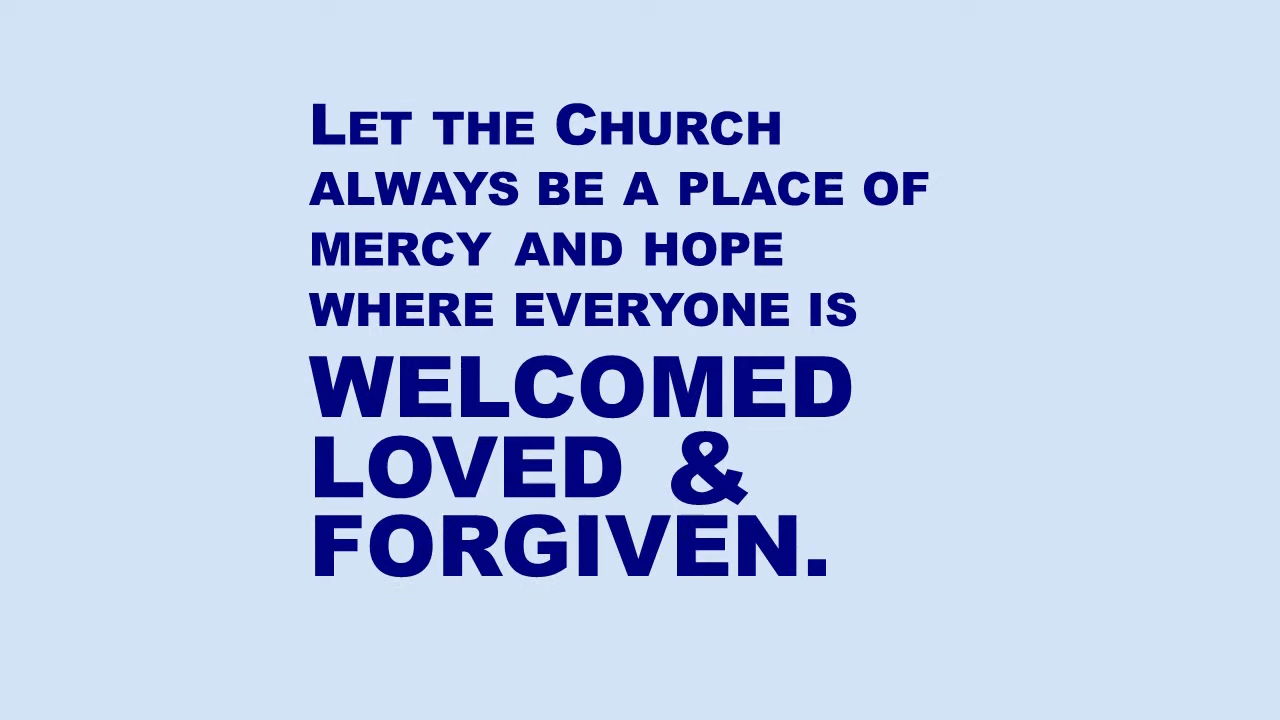 LET THE CHURCH
ALWAYS BE A PLACE OF
MERCY AND HOPE
WHERE EVERYONE IS
WELCOMED
LOVED &
FORGIVEN.